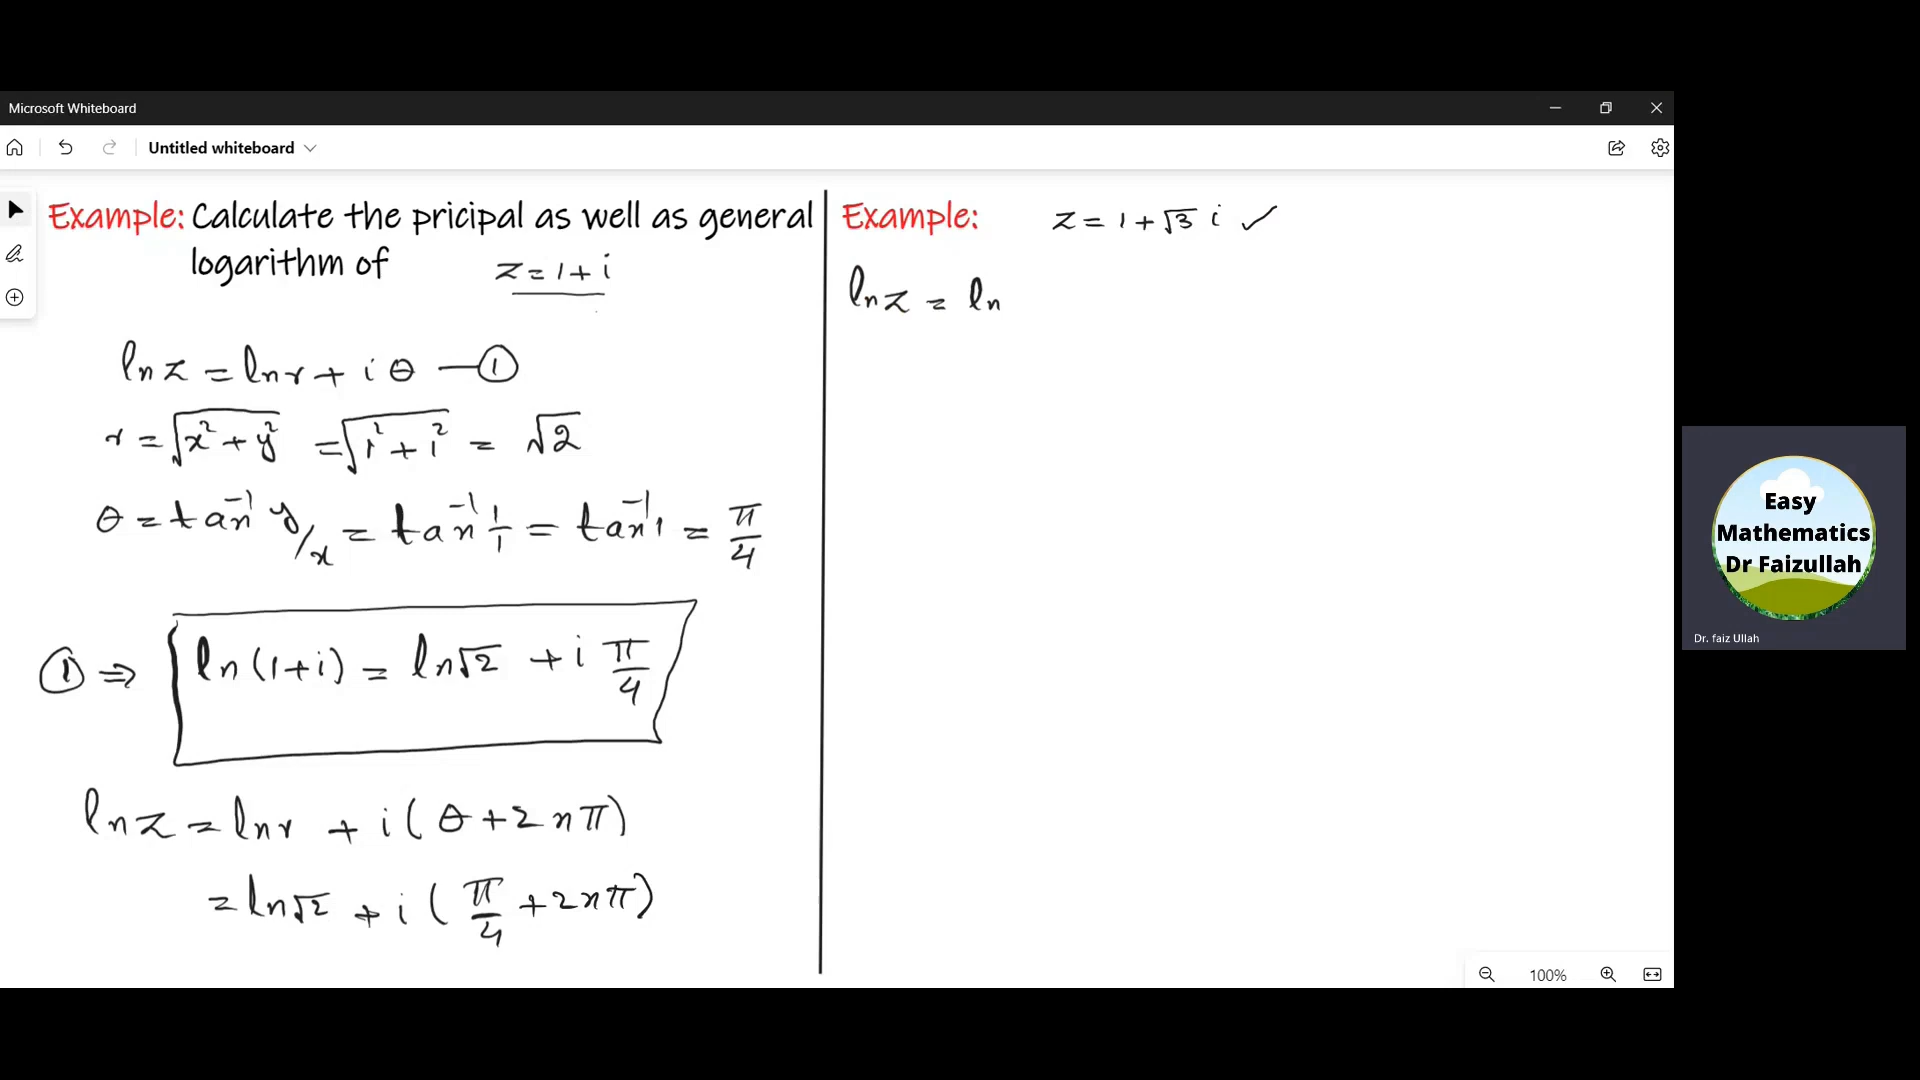 Microsoft Whiteboard
Untitled whiteboard
Example: Calculate the pricipal as well as general
logarithm of z = 1 + i
ln z = ln r + i θ — ①
r = √(x² + y²) = √(1² + 1²) = √2
θ = tan⁻¹ y/x = tan⁻¹ 1/1 = tan⁻¹ 1 = π/4
① ⇒ ln (1+i) = ln √2 + i π/4
ln z = ln r + i ( θ + 2nπ )
= ln √2 + i ( π/4 + 2nπ )
Example: z = 1 + √3 i ✓
ln z = ln
100%
Easy
Mathematics
Dr Faizullah
Dr. faiz Ullah